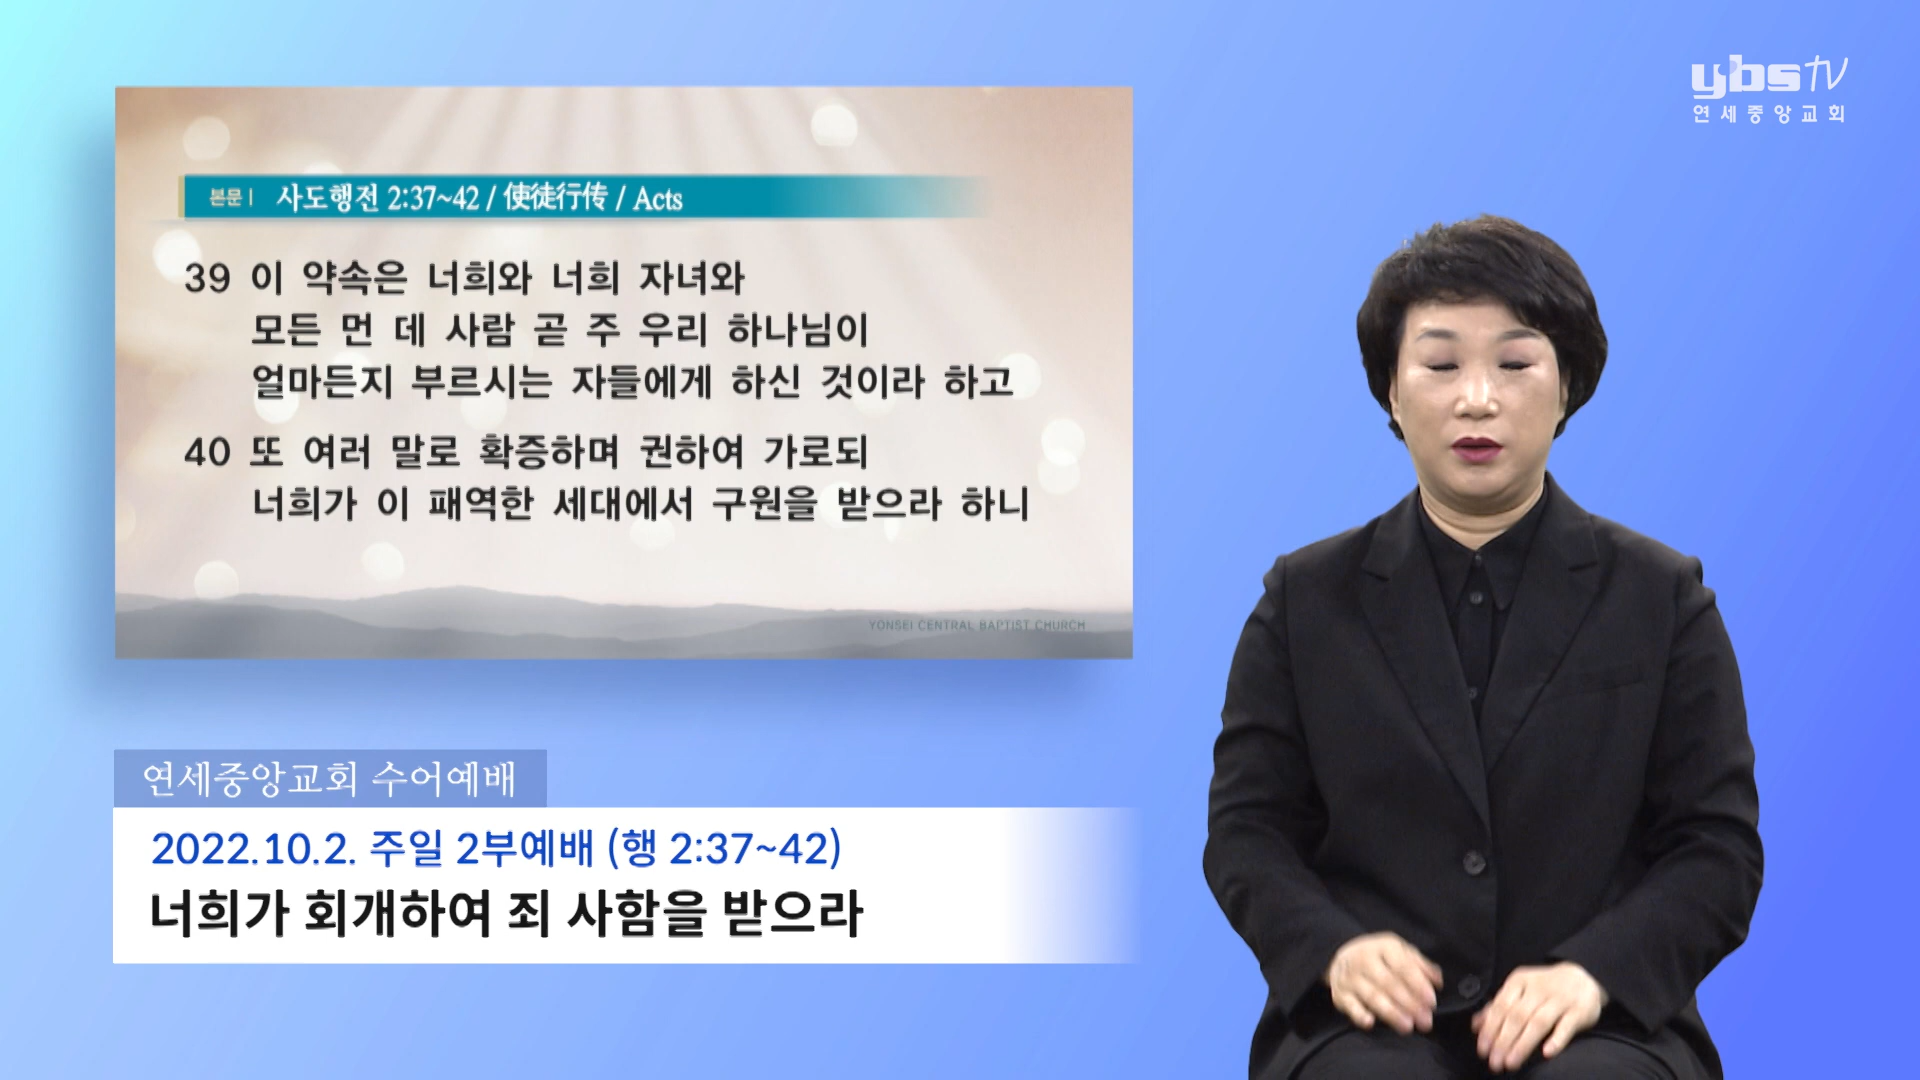 ybstv
연세중앙교회
본문 | 사도행전 2:37~42 / 使徒行传 / Acts
39 이 약속은 너희와 너희 자녀와
모든 먼 데 사람 곧 주 우리 하나님이
얼마든지 부르시는 자들에게 하신 것이라 하고
40 또 여러 말로 확증하며 권하여 가로되
너희가 이 패역한 세대에서 구원을 받으라 하니
YONSEI CENTRAL BAPTIST CHURCH
연세중앙교회 수어예배
2022.10.2. 주일 2부예배 (행 2:37~42)
너희가 회개하여 죄 사함을 받으라